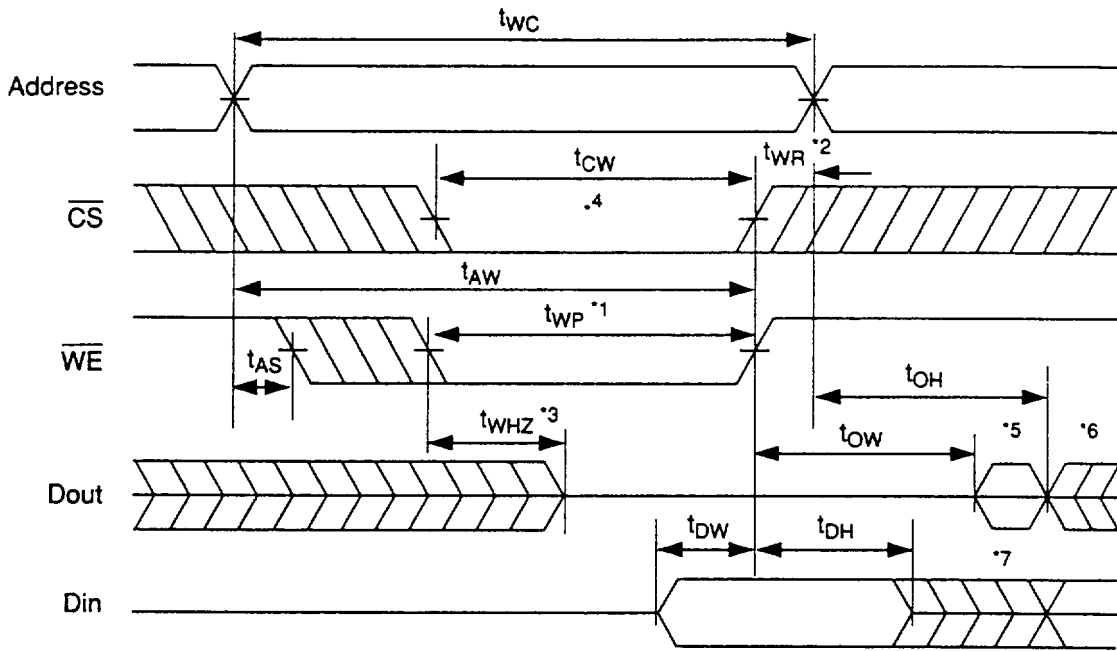 tWC
Address
tCW
tWR *2
CS
*4
tAW
tWP *1
WE
tAS
tOH
tWHZ *3
tOW
*5
*6
Dout
tDW
tDH
*7
Din